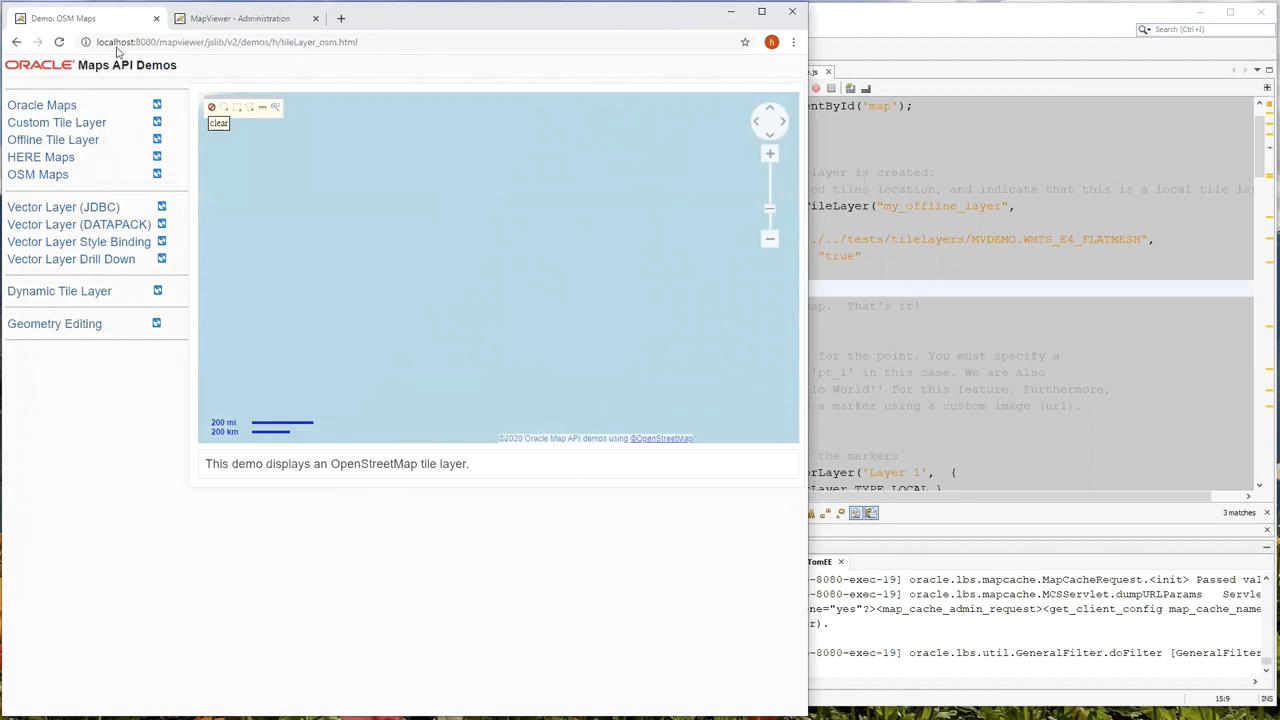 Demo: OSM Maps
MapViewer - Administration
localhost:8080/mapviewer/jslib/v2/demos/h/tileLayer_osm.html
h
Search (Ctrl+I)
ORACLE Maps API Demos
Oracle Maps
Custom Tile Layer
Offline Tile Layer
HERE Maps
OSM Maps
Vector Layer (JDBC)
Vector Layer (DATAPACK)
Vector Layer Style Binding
Vector Layer Drill Down
Dynamic Tile Layer
Geometry Editing
clear
200 mi
200 km
©2020 Oracle Map API demos using ©OpenStreetMap
This demo displays an OpenStreetMap tile layer.
.js
entById('map');
layer is created:
ed tiles location, and indicate that this is a local tile lay
TileLayer("my_offline_layer",
./../tests/tilelayers/MVDEMO.WMTS_E4_FLATMESH",
"true"
map. That's it!
for the point. You must specify a
'pt_1' in this case. We are also
lo World!' for this feature. Furthermore,
e a marker using a custom image (url).
the markers
orLayer('Layer 1', {
rLayer.TYPE_LOCAL }
3 matches
TomEE
-8080-exec-19] oracle.lbs.mapcache.MapCacheRequest.<init> Passed val
-8080-exec-19] oracle.lbs.mapcache.MCSServlet.dumpURLParams Servle
one="yes"?><map_cache_admin_request><get_client_config map_cache_name
r).
-8080-exec-19] oracle.lbs.util.GeneralFilter.doFilter [GeneralFilter
15:9
INS